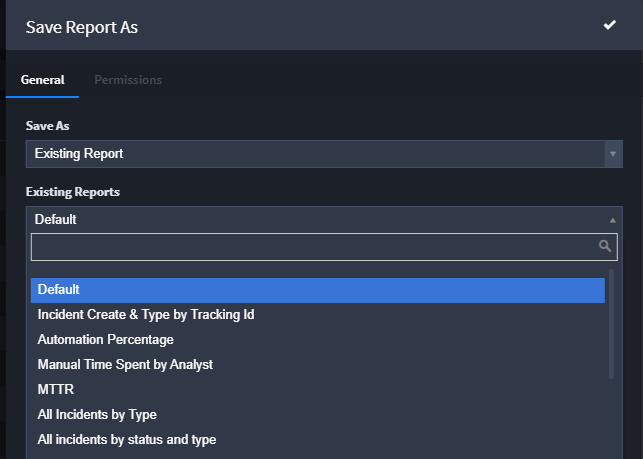 Save Report As
General Permissions
Save As
Existing Report
Existing Reports
Default
Default
Incident Create & Type by Tracking Id
Automation Percentage
Manual Time Spent by Analyst
MTTR
All Incidents by Type
All incidents by status and type